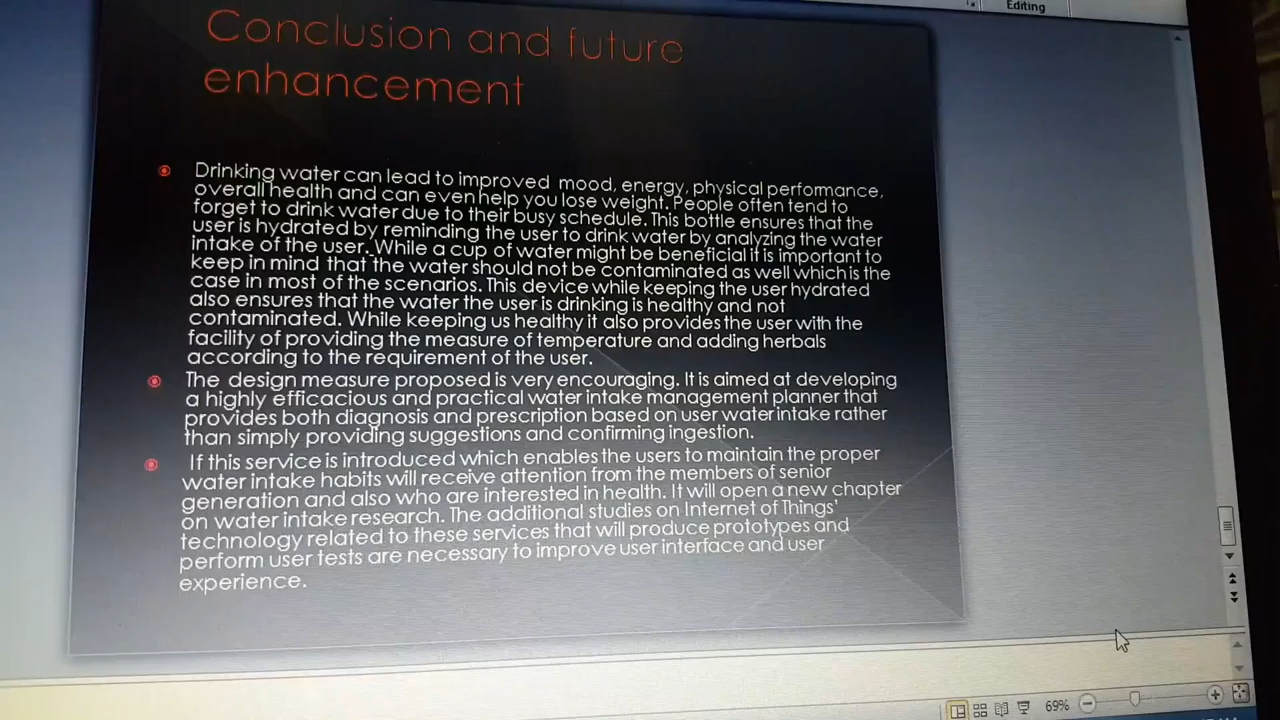 Editing
Conclusion and future
enhancement
Drinking water can lead to improved mood, energy, physical performance,
overall health and can even help you lose weight. People often tend to
forget to drink water due to their busy schedule. This bottle ensures that the
user is hydrated by reminding the user to drink water by analyzing the water
intake of the user. While a cup of water might be beneficial it is important to
keep in mind that the water should not be contaminated as well which is the
case in most of the scenarios. This device while keeping the user hydrated
also ensures that the water the user is drinking is healthy and not
contaminated. While keeping us healthy it also provides the user with the
facility of providing the measure of temperature and adding herbals
according to the requirement of the user.
The design measure proposed is very encouraging. It is aimed at developing
a highly efficacious and practical water intake management planner that
provides both diagnosis and prescription based on user water intake rather
than simply providing suggestions and confirming ingestion.
If this service is introduced which enables the users to maintain the proper
water intake habits will receive attention from the members of senior
generation and also who are interested in health. It will open a new chapter
on water intake research. The additional studies on Internet of Things'
technology related to these services that will produce prototypes and
perform user tests are necessary to improve user interface and user
experience.
69%